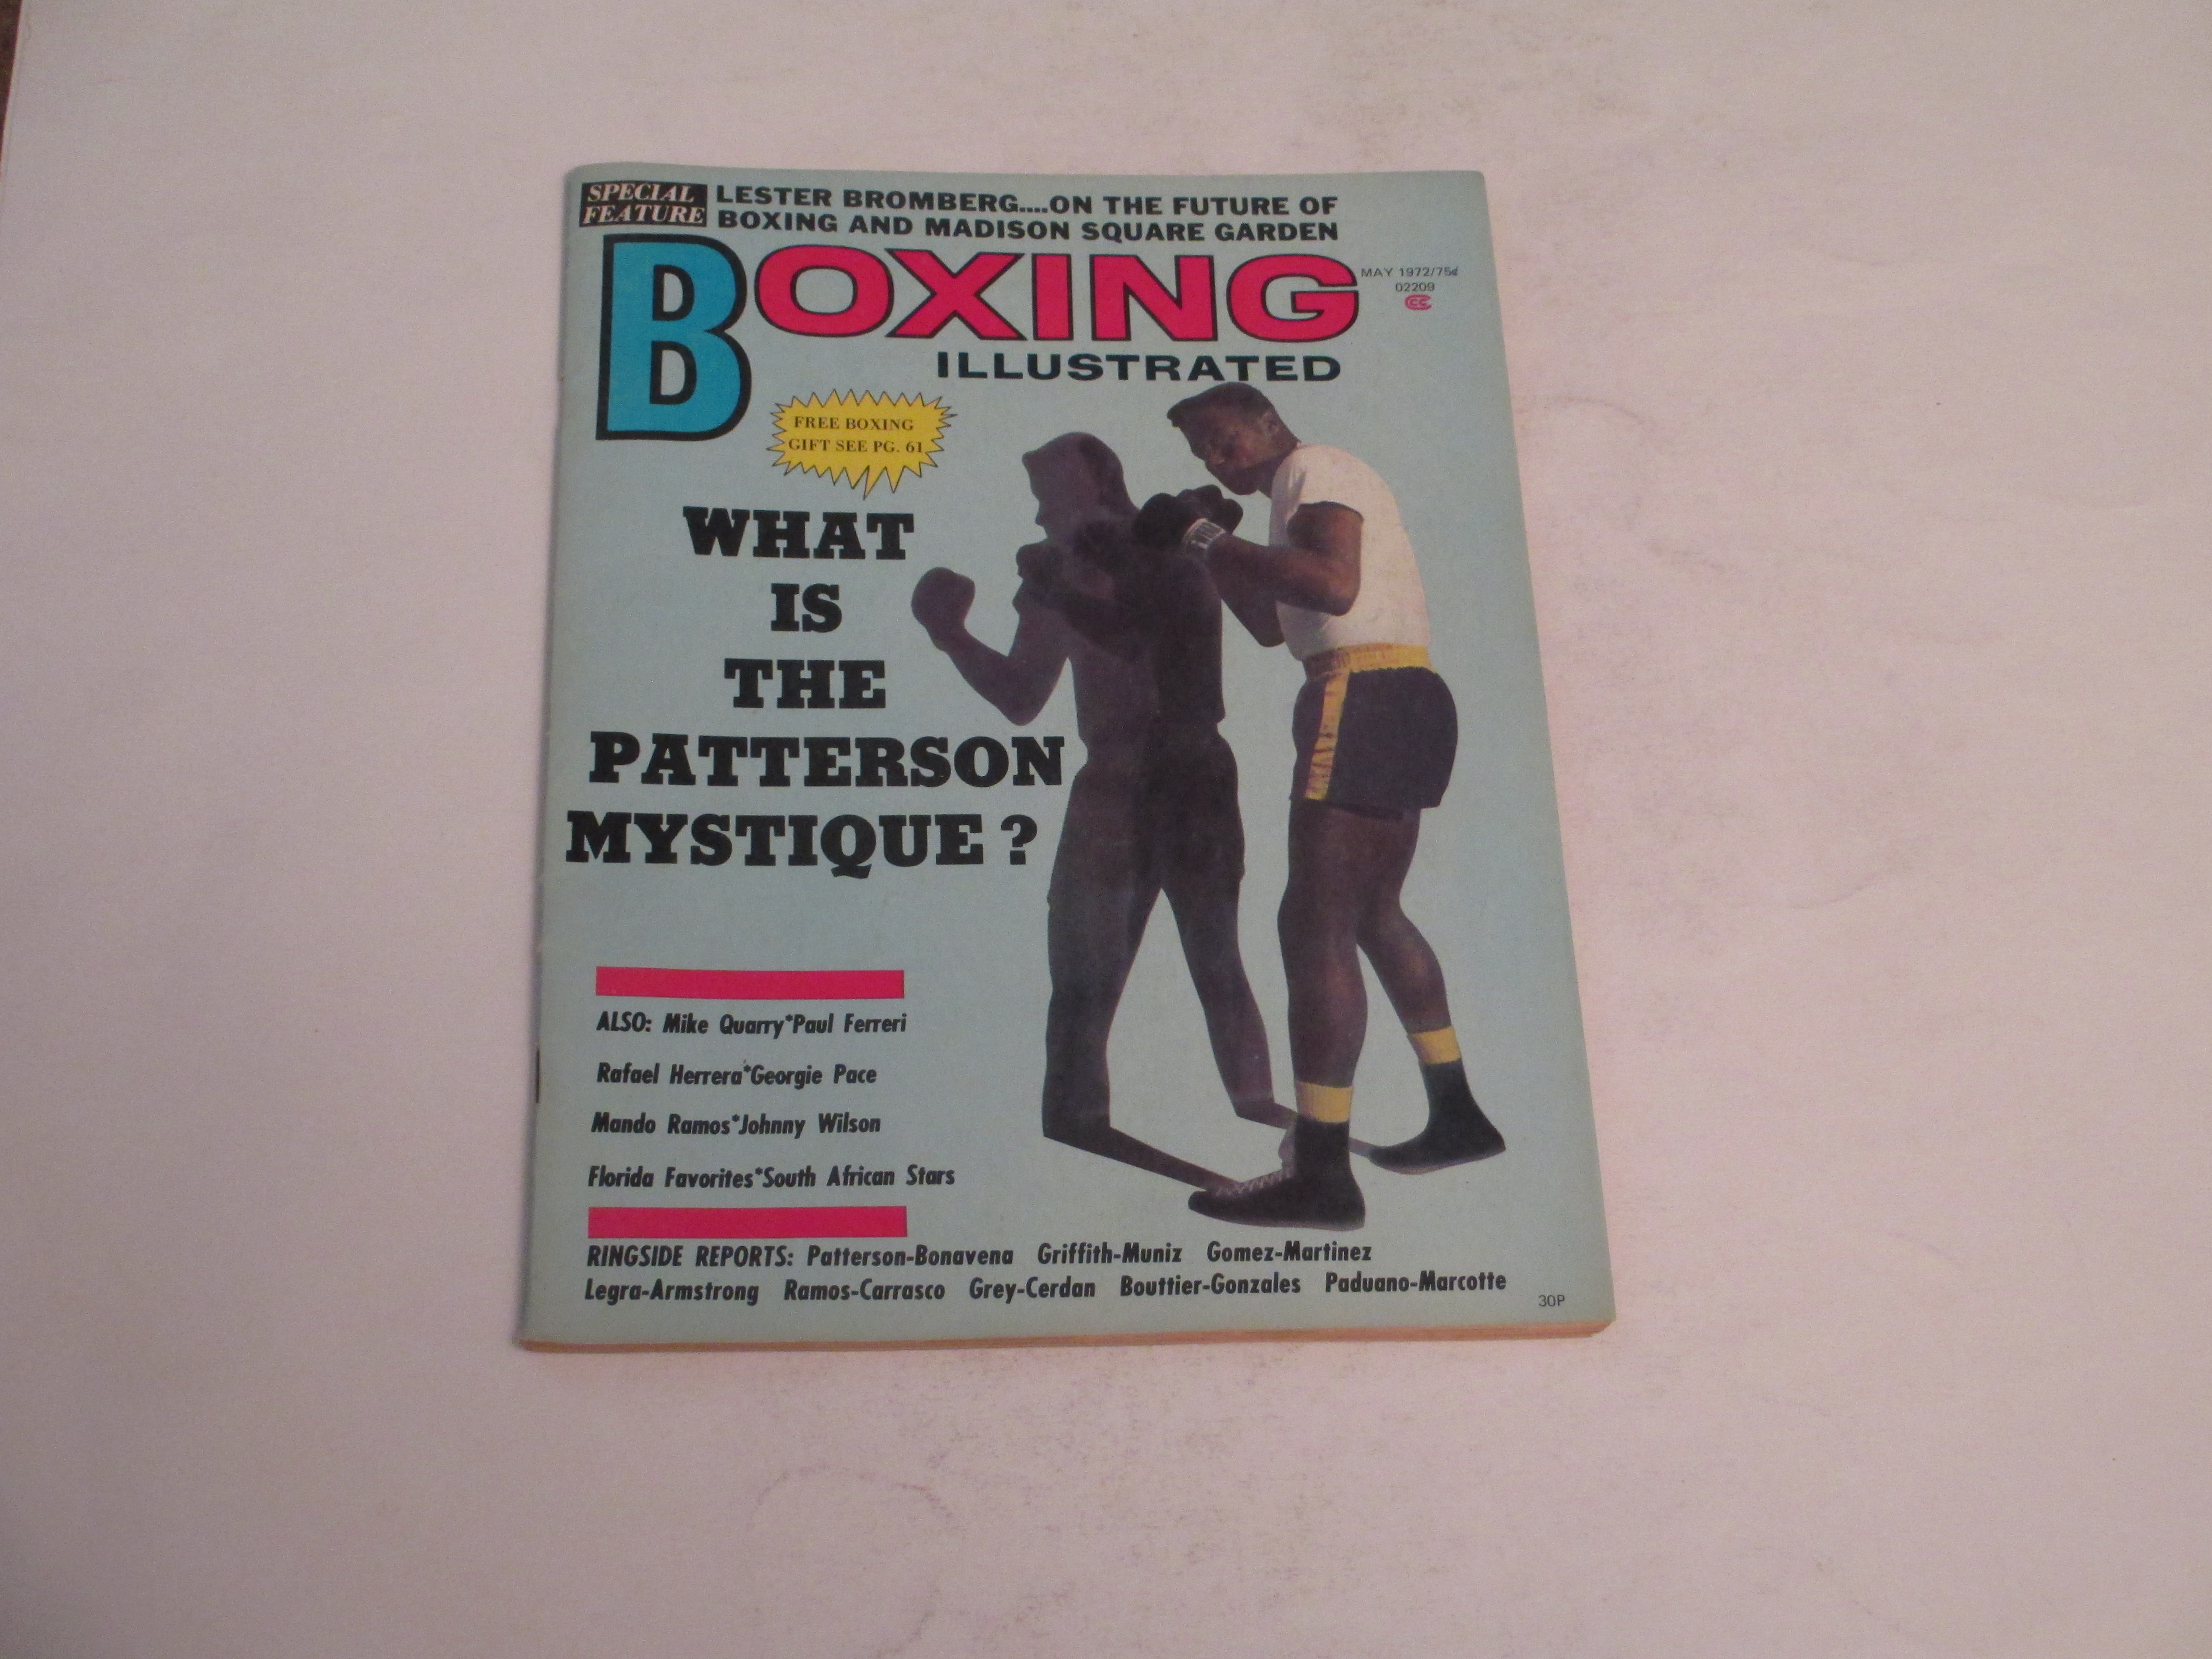 SPECIAL FEATURE
LESTER BROMBERG....ON THE FUTURE OF
BOXING AND MADISON SQUARE GARDEN
BOXING
ILLUSTRATED
MAY 1972/75¢
02209
CCC
FREE BOXING
GIFT SEE PG. 61
WHAT
IS
THE
PATTERSON
MYSTIQUE?
ALSO: Mike Quarry*Paul Ferreri
Rafael Herrera*Georgie Pace
Mando Ramos*Johnny Wilson
Florida Favorites*South African Stars
RINGSIDE REPORTS: Patterson-Bonavena Griffith-Muniz Gomez-Martinez
Legra-Armstrong Ramos-Carrasco Grey-Cerdan Bouttier-Gonzales Paduano-Marcotte
30P